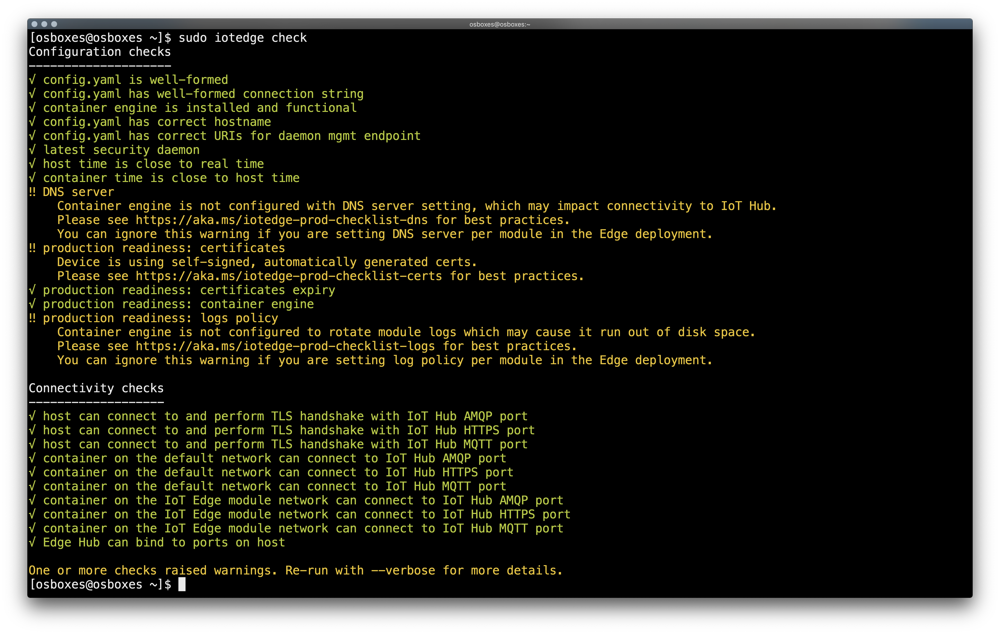 osboxes@osboxes:~
[osboxes@osboxes ~]$ sudo iotedge check
Configuration checks
--------------------
√ config.yaml is well-formed
√ config.yaml has well-formed connection string
√ container engine is installed and functional
√ config.yaml has correct hostname
√ config.yaml has correct URIs for daemon mgmt endpoint
√ latest security daemon
√ host time is close to real time
√ container time is close to host time
‼ DNS server
    Container engine is not configured with DNS server setting, which may impact connectivity to IoT Hub.
    Please see https://aka.ms/iotedge-prod-checklist-dns for best practices.
    You can ignore this warning if you are setting DNS server per module in the Edge deployment.
‼ production readiness: certificates
    Device is using self-signed, automatically generated certs.
    Please see https://aka.ms/iotedge-prod-checklist-certs for best practices.
√ production readiness: certificates expiry
√ production readiness: container engine
‼ production readiness: logs policy
    Container engine is not configured to rotate module logs which may cause it run out of disk space.
    Please see https://aka.ms/iotedge-prod-checklist-logs for best practices.
    You can ignore this warning if you are setting log policy per module in the Edge deployment.

Connectivity checks
-------------------
√ host can connect to and perform TLS handshake with IoT Hub AMQP port
√ host can connect to and perform TLS handshake with IoT Hub HTTPS port
√ host can connect to and perform TLS handshake with IoT Hub MQTT port
√ container on the default network can connect to IoT Hub AMQP port
√ container on the default network can connect to IoT Hub HTTPS port
√ container on the default network can connect to IoT Hub MQTT port
√ container on the IoT Edge module network can connect to IoT Hub AMQP port
√ container on the IoT Edge module network can connect to IoT Hub HTTPS port
√ container on the IoT Edge module network can connect to IoT Hub MQTT port
√ Edge Hub can bind to ports on host

One or more checks raised warnings. Re-run with --verbose for more details.
[osboxes@osboxes ~]$